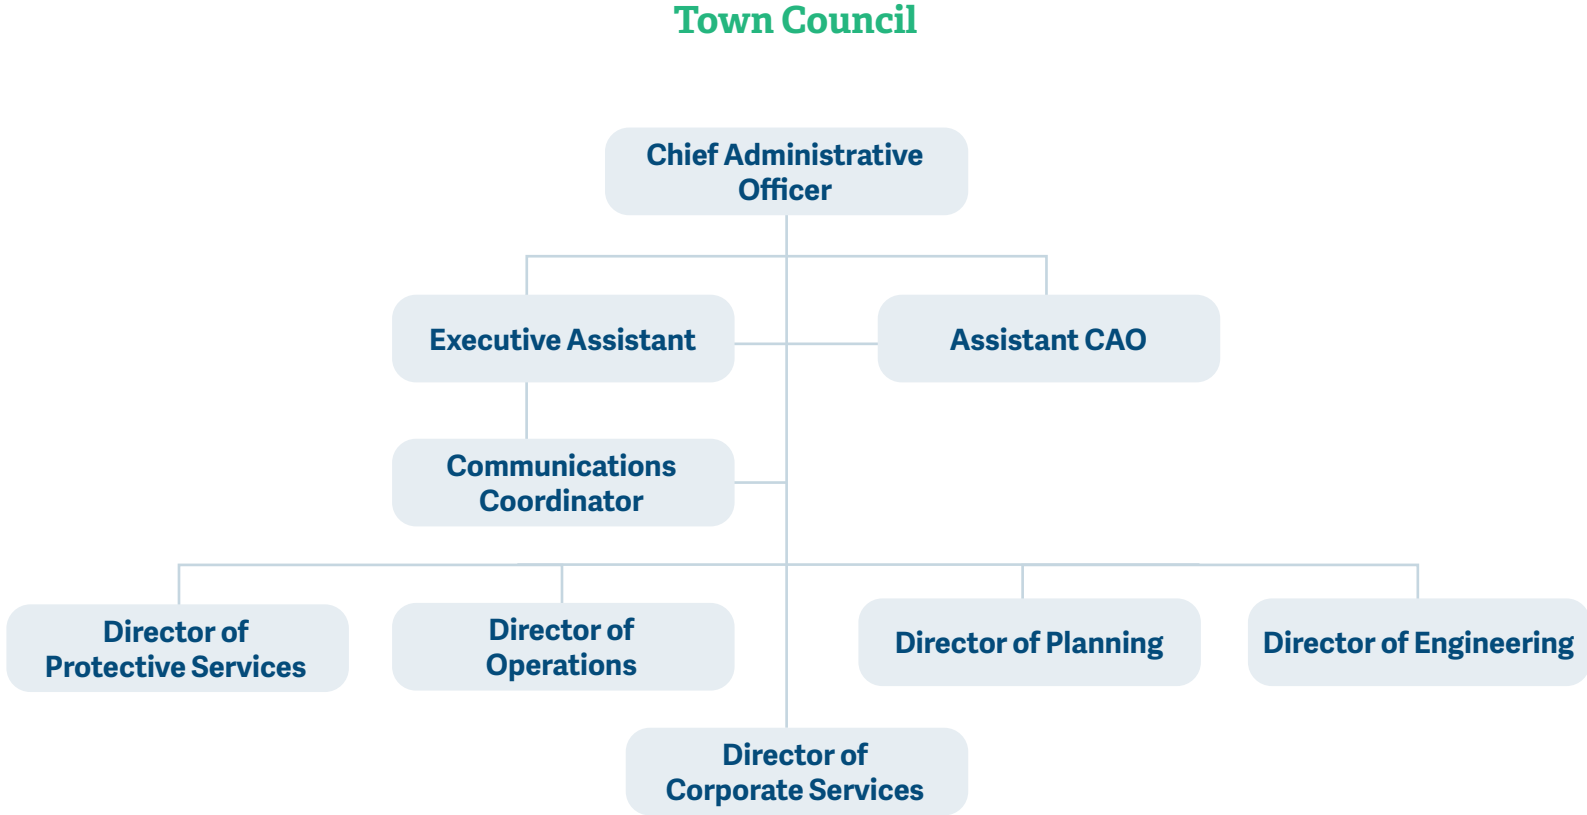 Town Council
Chief Administrative
Officer
Executive Assistant
Assistant CAO
Communications
Coordinator
Director of
Protective Services
Director of
Operations
Director of Planning
Director of Engineering
Director of
Corporate Services